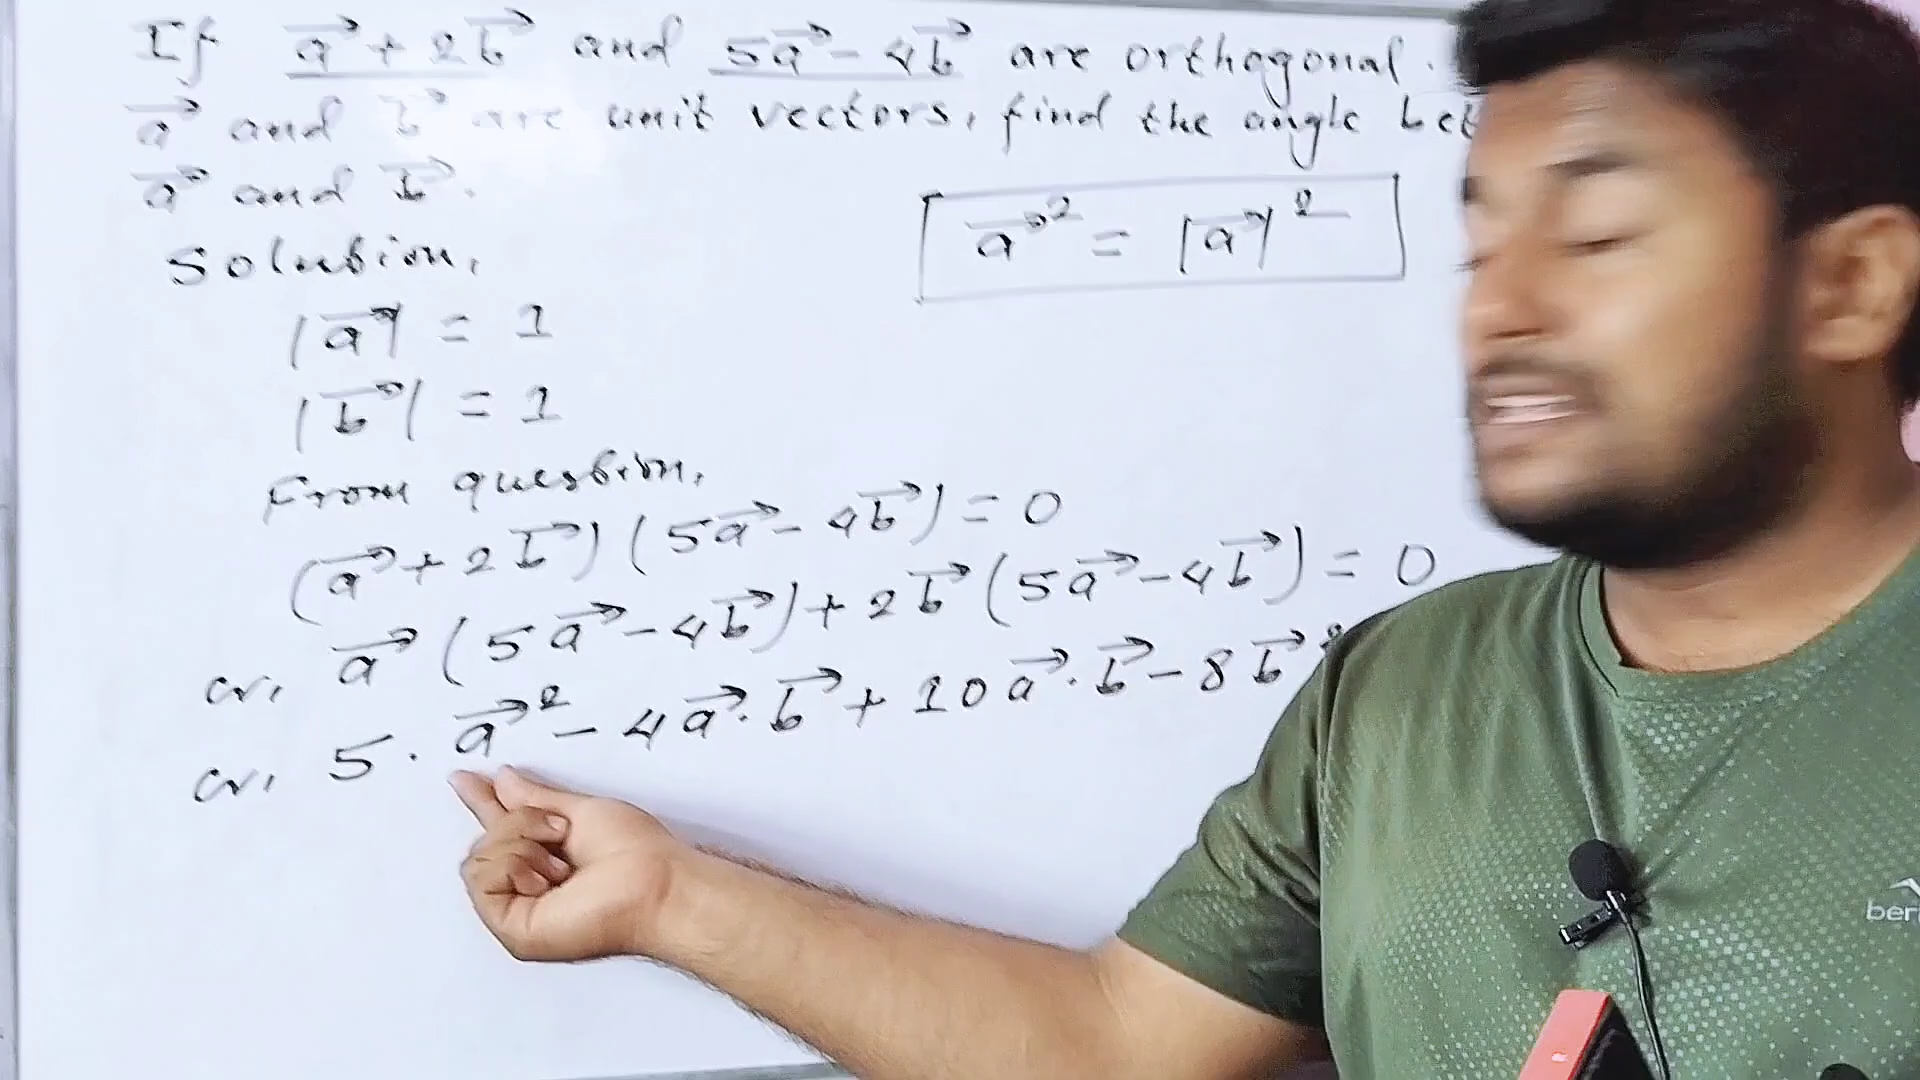 If a⃗ + 2b⃗ and 5a⃗ - 4b⃗ are orthogonal.
a⃗ and b⃗ are unit vectors, find the angle bet
a⃗ and b⃗.
a⃗² = |a⃗|²
Solution,
|a⃗| = 1
|b⃗| = 1
From question,
(a⃗ + 2b⃗) (5a⃗ - 4b⃗) = 0
or, a⃗ (5a⃗ - 4b⃗) + 2b⃗ (5a⃗ - 4b⃗) = 0
or, 5. a⃗² - 4a⃗. b⃗ + 10a⃗. b⃗ - 8b⃗²